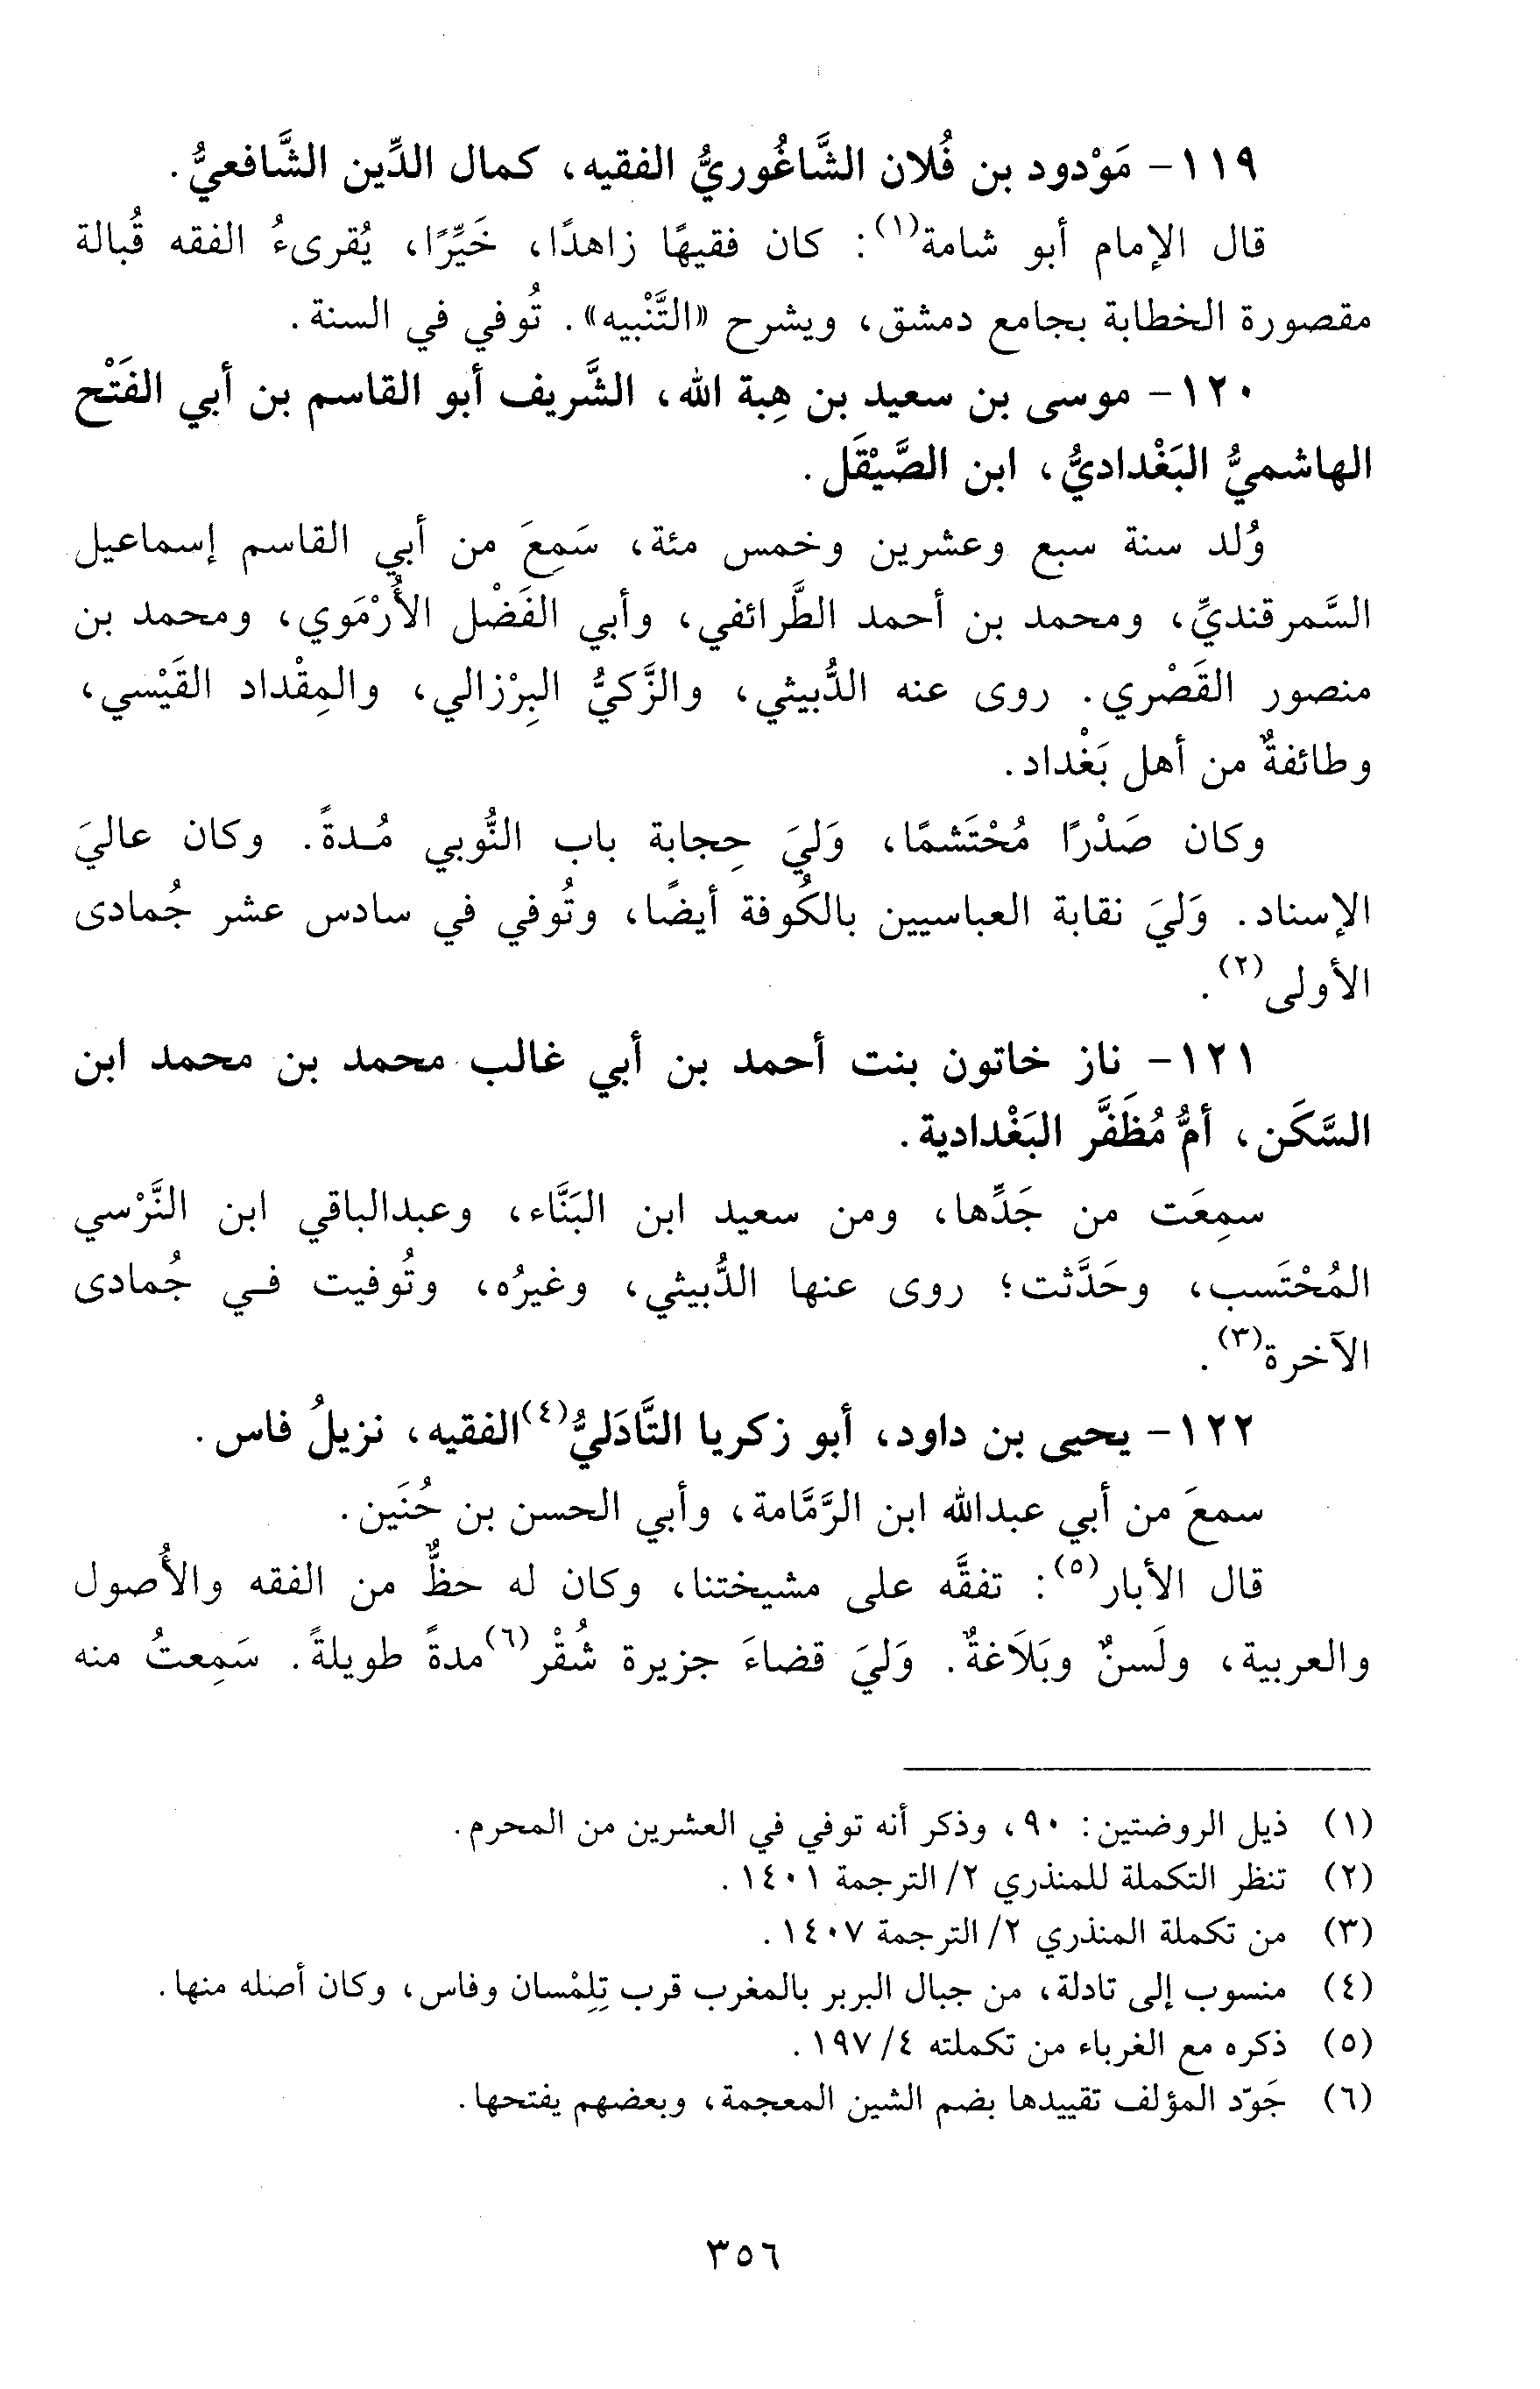 ١١٩- مَوْدود بن فُلان الشَّاغُوريُّ الفقيه، كمال الدِّين الشَّافعيُّ.
قال الإمام أبو شامة(١): كان فقيهًا زاهدًا، خَيِّرًا، يُقرىءُ الفقه قُبالة
مقصورة الخطابة بجامع دمشق، ويشرح «التَّنْبيه». تُوفي في السنة.
١٢٠- موسى بن سعيد بن هِبة الله، الشَّريف أبو القاسم بن أبي الفَتْح
الهاشميُّ البَغْداديُّ، ابن الصَّيْقَل.
وُلد سنة سبع وعشرين وخمس مئة، سَمِعَ من أبي القاسم إسماعيل
السَّمرقنديِّ، ومحمد بن أحمد الطَّرائفي، وأبي الفَضْل الأُرْمَوي، ومحمد بن
منصور القَصْري. روى عنه الدُّبيثي، والزَّكيُّ البِرْزالي، والمِقْداد القَيْسي،
وطائفةٌ من أهل بَغْداد.
وكان صَدْرًا مُحْتَشمًا، وَليَ حِجابة باب النُّوبي مُـدةً. وكان عاليَ
الإسناد. وَليَ نقابة العباسيين بالكُوفة أيضًا، وتُوفي في سادس عشر جُمادى
الأولى(٢).
١٢١- ناز خاتون بنت أحمد بن أبي غالب محمد بن محمد ابن
السَّكَن، أمُّ مُظَفَّر البَغْدادية.
سمِعَت من جَدِّها، ومن سعيد ابن البَنَّاء، وعبدالباقي ابن النَّرْسي
المُحْتَسب، وحَدَّثت؛ روى عنها الدُّبيثي، وغيرُه، وتُوفيت فـي جُمادى
الآخرة(٣).
١٢٢- يحيى بن داود، أبو زكريا التَّادَليُّ(٤)الفقيه، نزيلُ فاس.
سمعَ من أبي عبدالله ابن الرَّمَّامة، وأبي الحسن بن حُنَين.
قال الأبار(٥): تفقَّه على مشيختنا، وكان له حظٌّ من الفقه والأُصول
والعربية، ولَسنٌ وبَلاَغةٌ. وَليَ قضاءَ جزيرة شُقْر(٦)مدةً طويلةً. سَمِعتُ منه
(١) ذيل الروضتين: ٩٠، وذكر أنه توفي في العشرين من المحرم.
(٢) تنظر التكملة للمنذري ٢/ الترجمة ١٤٠١.
(٣) من تكملة المنذري ٢/ الترجمة ١٤٠٧.
(٤) منسوب إلى تادلة، من جبال البربر بالمغرب قرب تِلِمْسان وفاس، وكان أصله منها.
(٥) ذكره مع الغرباء من تكملته ٤/ ١٩٧.
(٦) جَوّد المؤلف تقييدها بضم الشين المعجمة، وبعضهم يفتحها.
٣٥٦